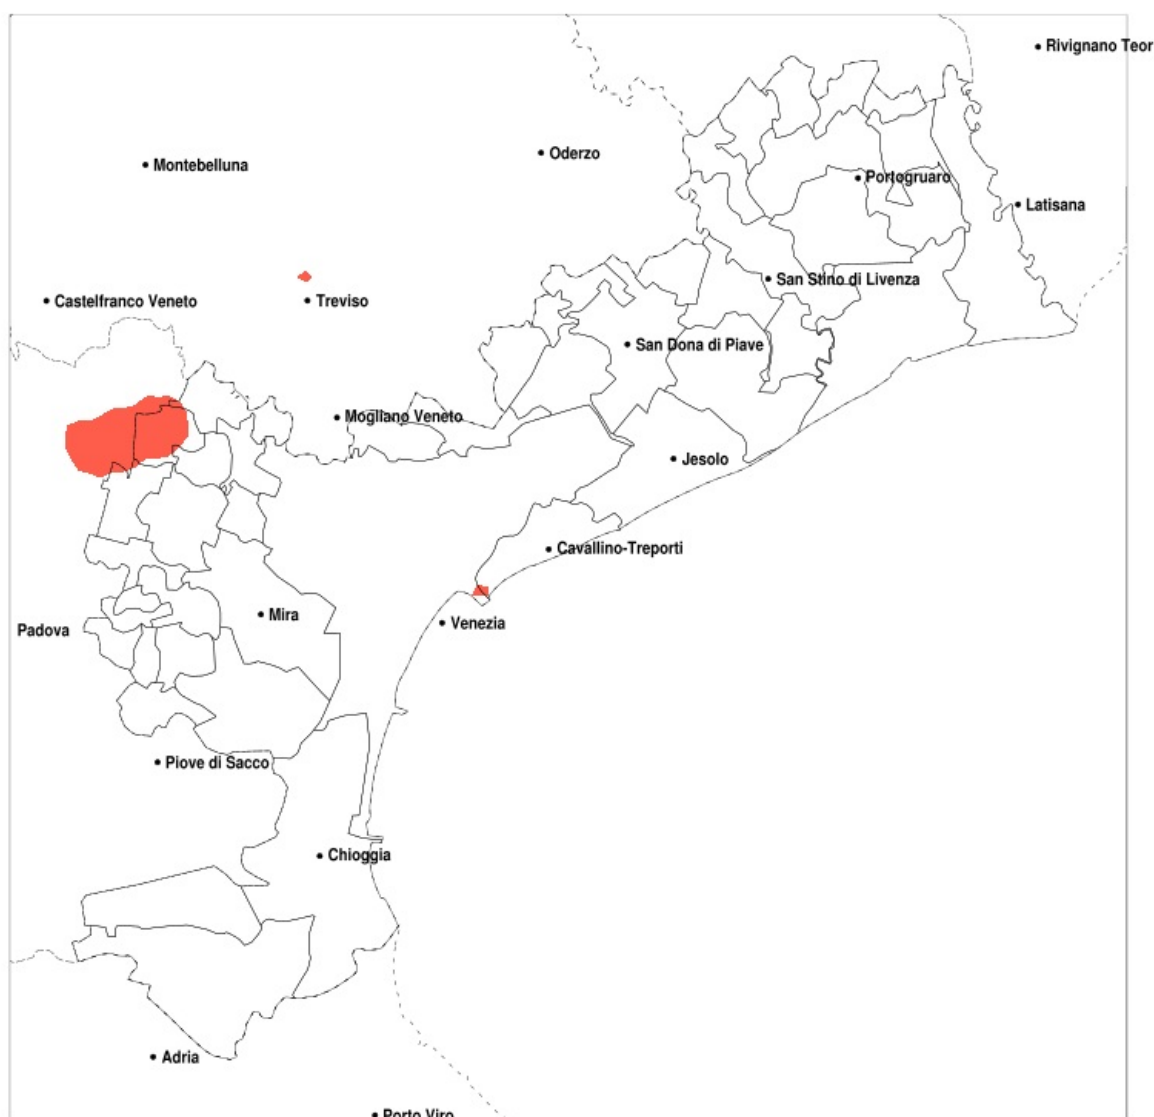 Rivignano Teor
Oderzo
Montebelluna
Portogruaro
Latisana
San Stino di Livenza
Castelfranco Veneto
Treviso
San Dona di Piave
Mogliano Veneto
Jesolo
Cavallino-Treporti
Mira
Venezia
Padova
Piove di Sacco
Chioggia
Adria
Porto Viro